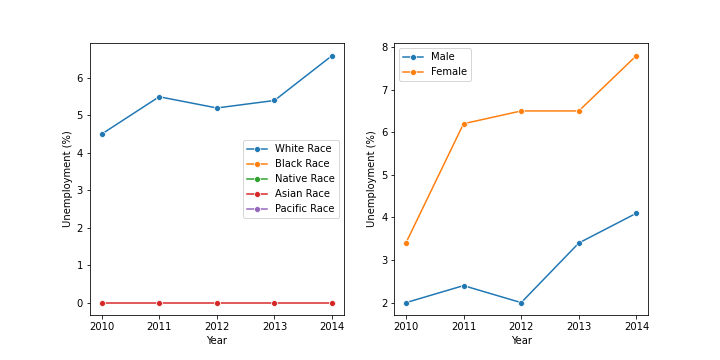 Unemployment (%)
6
5
4
3
2
1
0
White Race
Black Race
Native Race
Asian Race
Pacific Race
2010 2011 2012 2013 2014
Year
Unemployment (%)
8
7
6
5
4
3
2
Male
Female
2010 2011 2012 2013 2014
Year